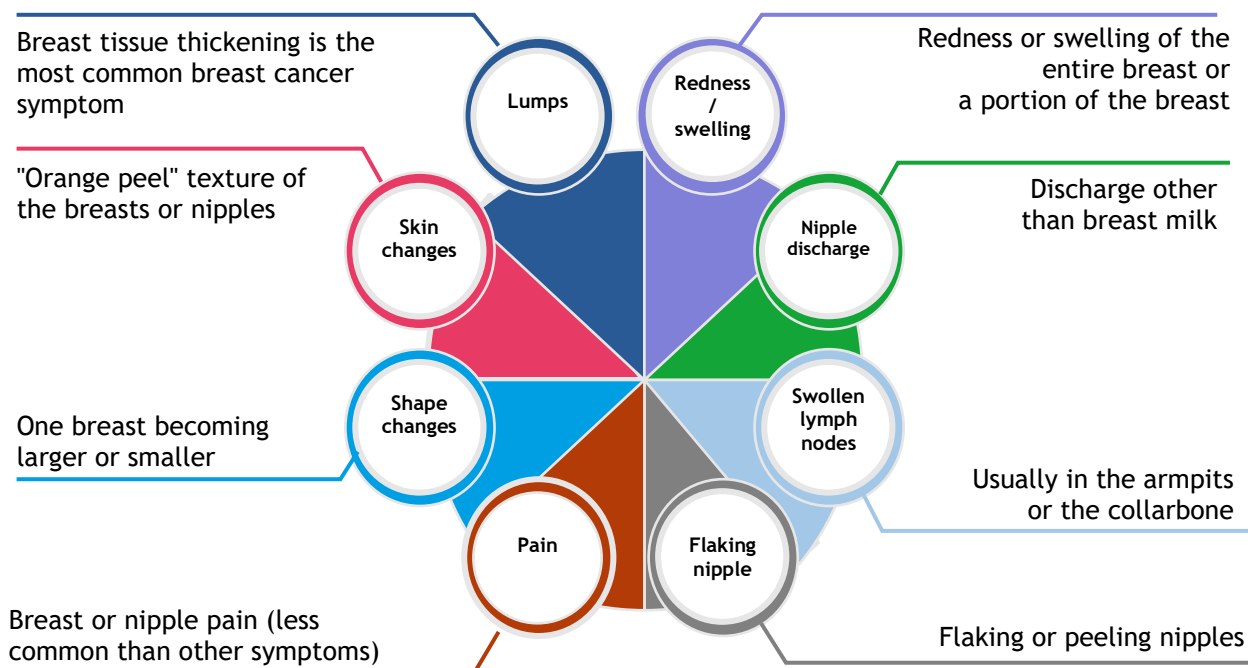 Breast tissue thickening is the
most common breast cancer
symptom
Lumps
Redness
/
swelling
Redness or swelling of the
entire breast or
a portion of the breast
"Orange peel" texture of
the breasts or nipples
Skin
changes
Nipple
discharge
Discharge other
than breast milk
One breast becoming
larger or smaller
Shape
changes
Swollen
lymph
nodes
Usually in the armpits
or the collarbone
Breast or nipple pain (less
common than other symptoms)
Pain
Flaking
nipple
Flaking or peeling nipples